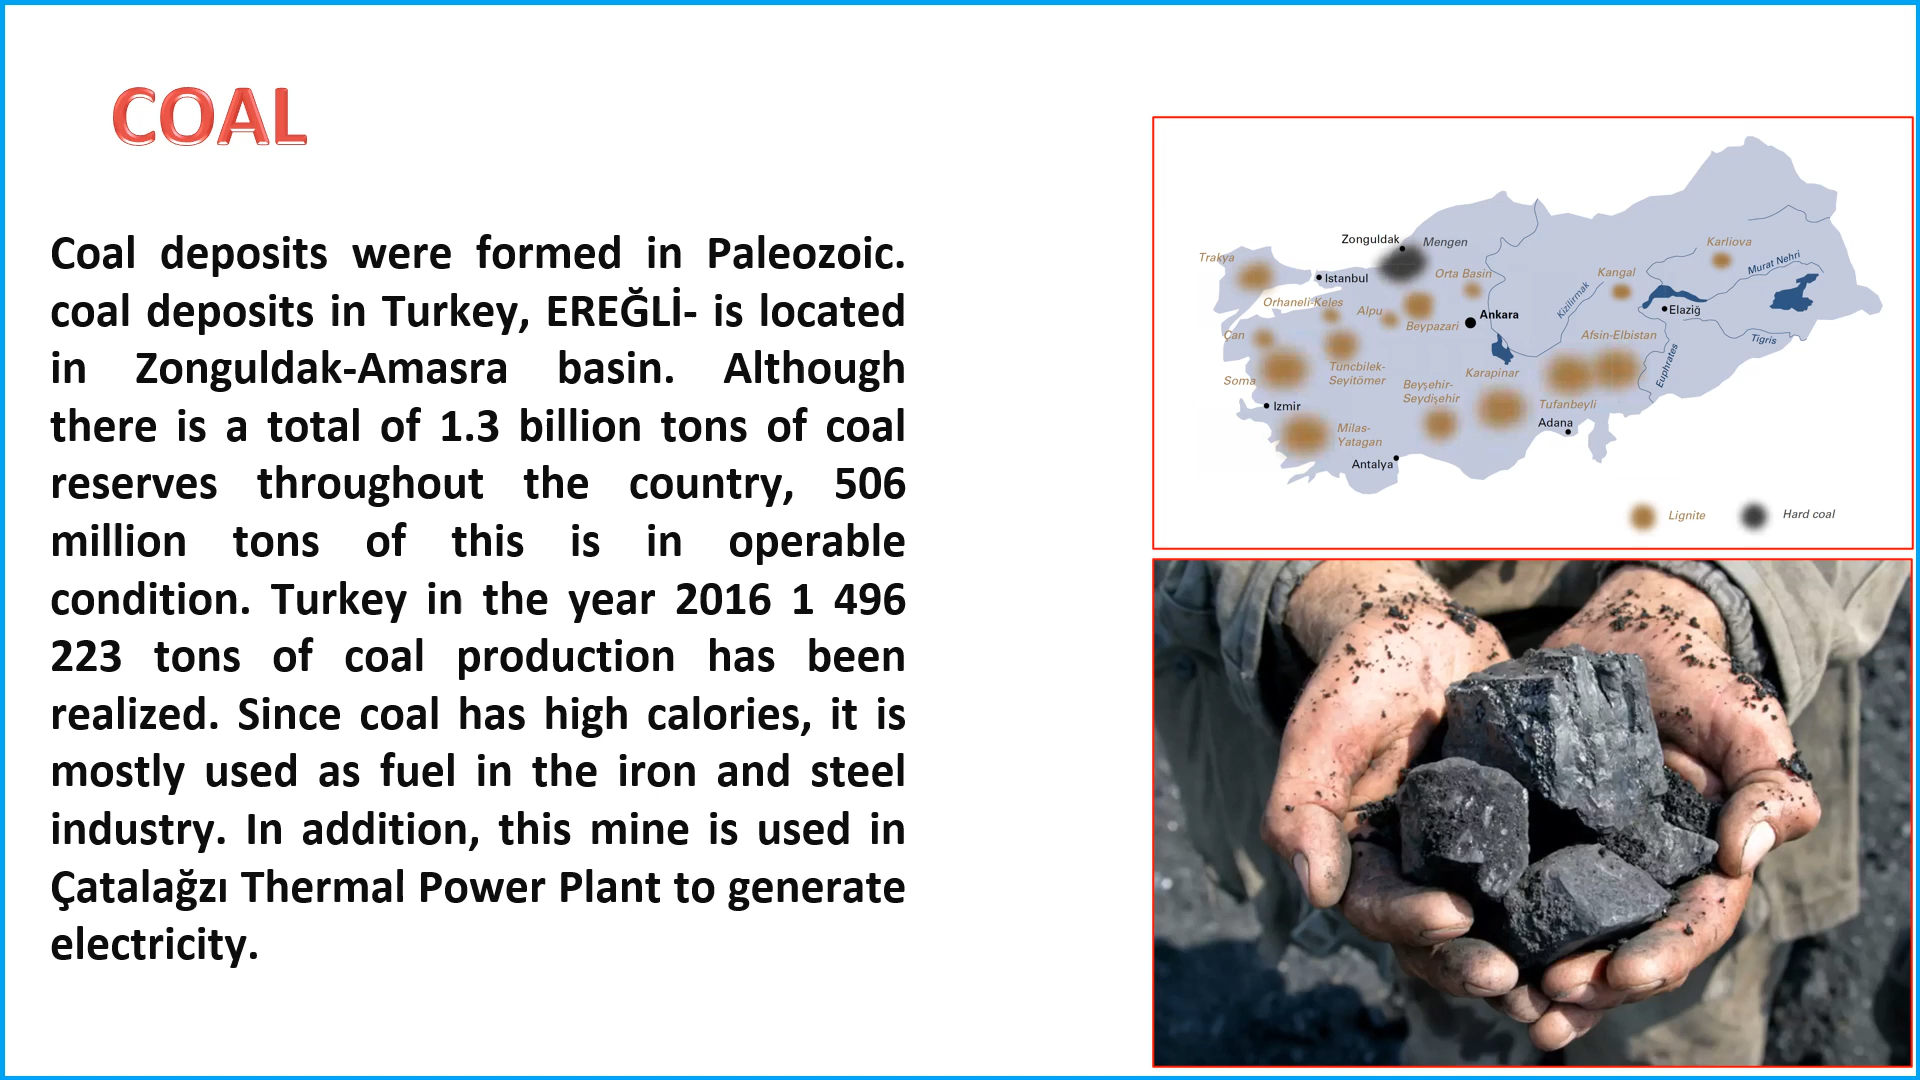 COAL
Coal deposits were formed in Paleozoic.
coal deposits in Turkey, EREĞLİ- is located
in Zonguldak-Amasra basin. Although
there is a total of 1.3 billion tons of coal
reserves throughout the country, 506
million tons of this is in operable
condition. Turkey in the year 2016 1 496
223 tons of coal production has been
realized. Since coal has high calories, it is
mostly used as fuel in the iron and steel
industry. In addition, this mine is used in
Çatalağzı Thermal Power Plant to generate
electricity.
Zonguldak
Mengen
Karliova
Trakya
Istanbul
Orta Basin
Kangal
Murat Nehri
Orhaneli-Keles
Alpu
Beypazari
Ankara
Kizilirmak
Elaziğ
Çan
Afsin-Elbistan
Tigris
Euphrates
Soma
Tuncbilek-
Seyitömer
Beyşehir-
Seydişehir
Karapinar
Izmir
Tufanbeyli
Adana
Milas-
Yatagan
Antalya
Lignite
Hard coal